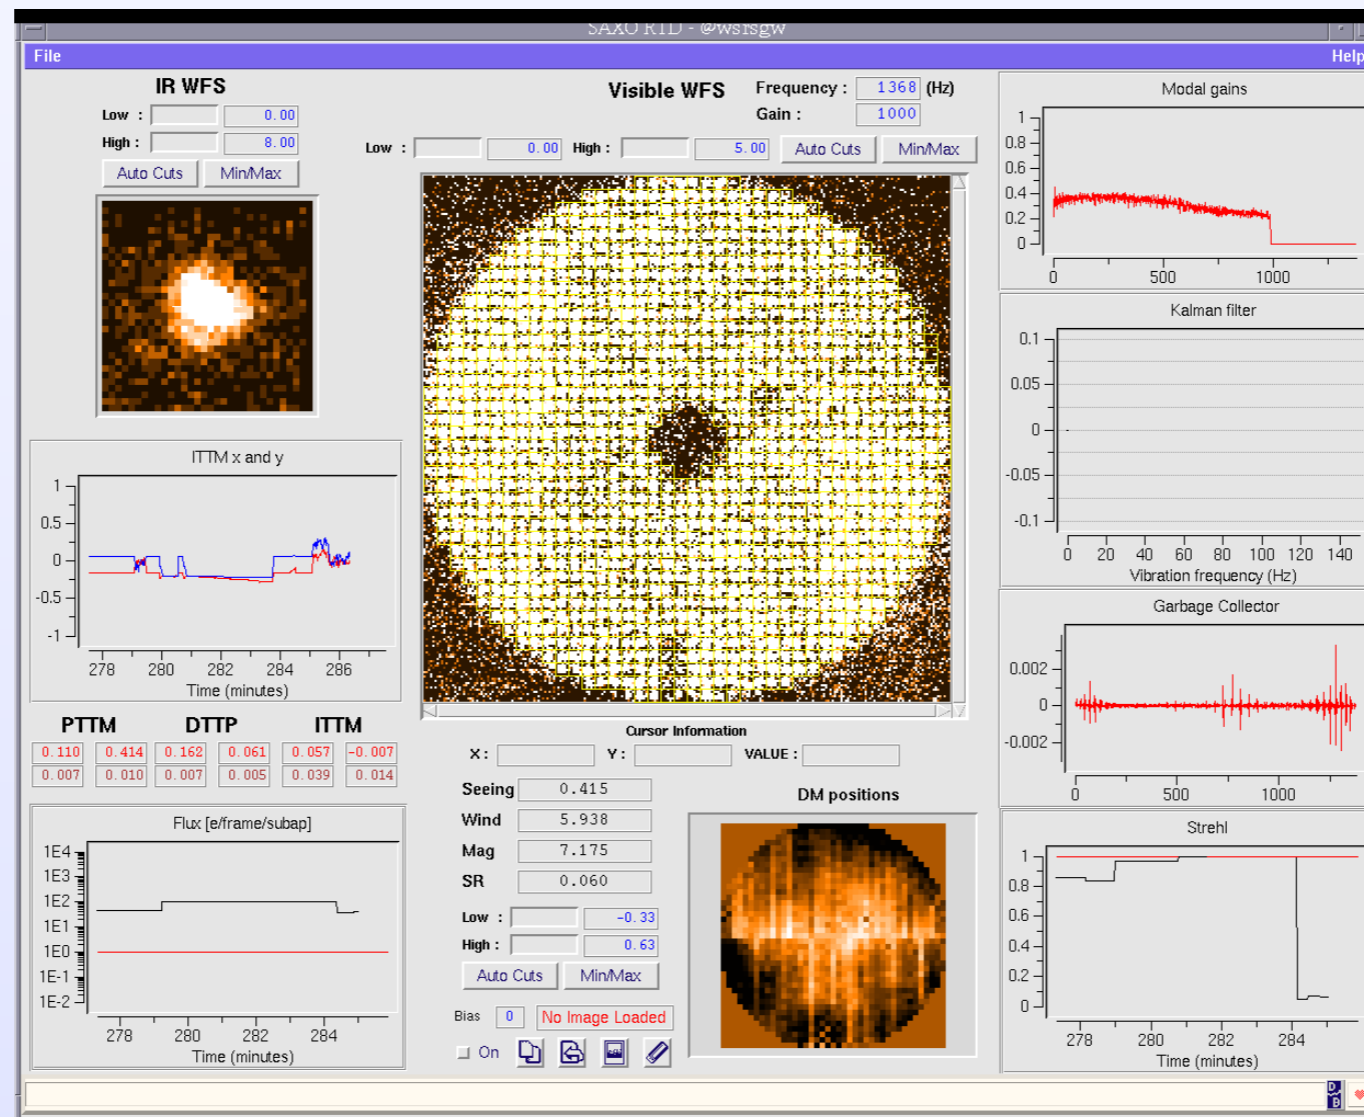 SAXO RTD - @wsfsgw
File Help
IR WFS
Low : 0.00
High : 8.00
Auto Cuts Min/Max
Visible WFS Frequency : 1368 (Hz)
Gain : 1000
Low : 0.00 High : 5.00 Auto Cuts Min/Max
Modal gains
1
0.8
0.6
0.4
0.2
0
0 500 1000
Kalman filter
0.1
0.05
0
-0.05
-0.1
0 20 40 60 80 100 120 140
Vibration frequency (Hz)
ITTM x and y
1
0.5
0
-0.5
-1
278 280 282 284 286
Time (minutes)
Garbage Collector
0.002
0
-0.002
0 500 1000
PTTM DTTP ITTM
0.110 0.414 0.162 0.061 0.057 -0.007
0.007 0.010 0.007 0.005 0.039 0.014
Cursor Information
X : Y : VALUE :
Seeing 0.415
Wind 5.938
Mag 7.175
SR 0.060
Low : -0.33
High : 0.63
Auto Cuts Min/Max
Bias 0 No Image Loaded
On
DM positions
Flux [e/frame/subap]
1E4
1E3
1E2
1E1
1E0
1E-1
1E-2
278 280 282 284
Time (minutes)
Strehl
1
0.8
0.6
0.4
0.2
0
278 280 282 284
Time (minutes)